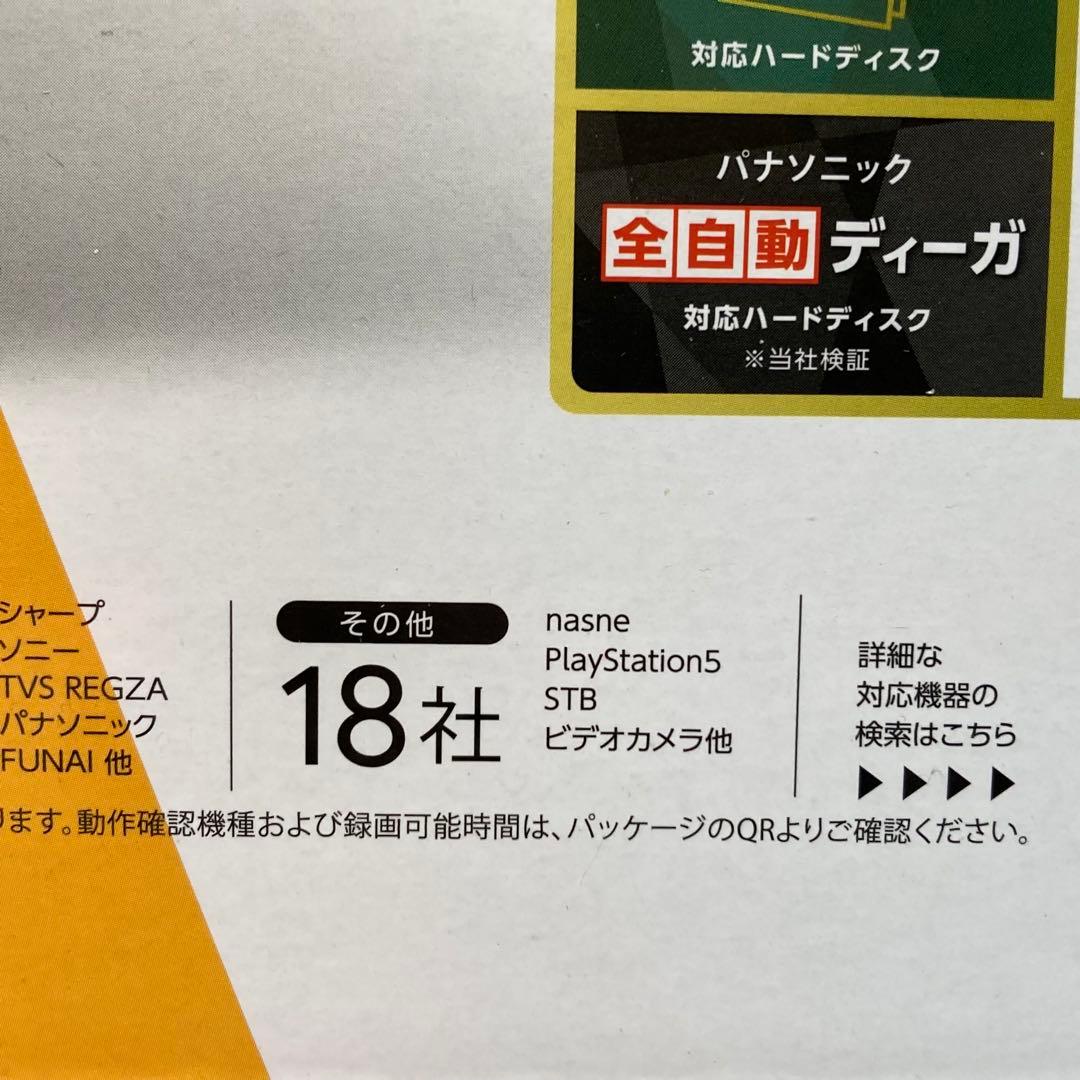 対応ハードディスク
パナソニック
全自動ディーガ
対応ハードディスク
※当社検証
シャープ
ソニー
TVS REGZA
パナソニック
FUNAI 他
その他
18社
nasne
PlayStation5
STB
ビデオカメラ他
詳細な
対応機器の
検索はこちら
▶▶▶▶
ます。動作確認機種および録画可能時間は、パッケージのQRよりご確認ください。